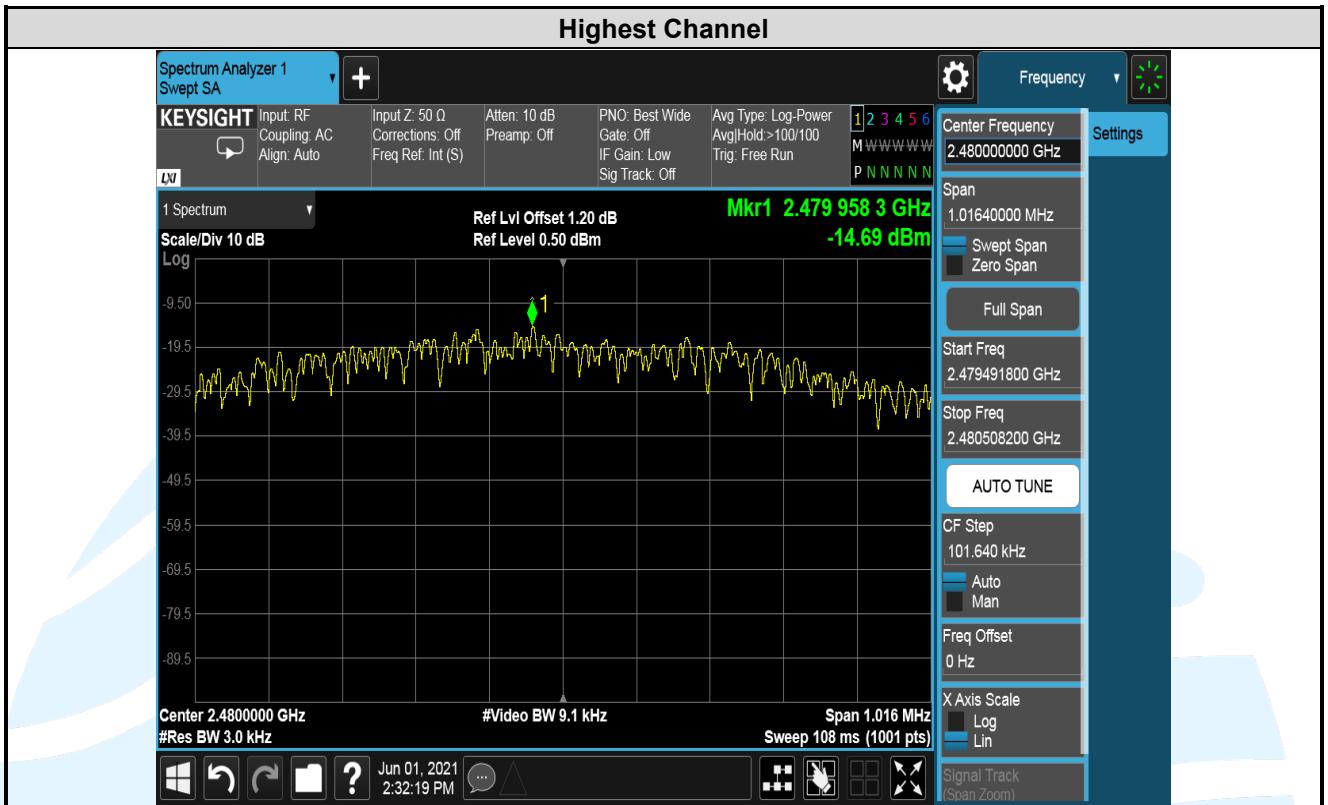 Highest Channel
Spectrum Analyzer 1
Swept SA
+
Frequency
KEYSIGHT
LXI
Input: RF
Coupling: AC
Align: Auto
Input Z: 50 Ω
Corrections: Off
Freq Ref: Int (S)
Atten: 10 dB
Preamp: Off
PNO: Best Wide
Gate: Off
IF Gain: Low
Sig Track: Off
Avg Type: Log-Power
Avg|Hold:>100/100
Trig: Free Run
1 2 3 4 5 6
M W W W W W
P N N N N N
1 Spectrum
Scale/Div 10 dB
Ref Lvl Offset 1.20 dB
Ref Level 0.50 dBm
Mkr1 2.479 958 3 GHz
-14.69 dBm
Log
1
-9.50
-19.5
-29.5
-39.5
-49.5
-59.5
-69.5
-79.5
-89.5
Center 2.4800000 GHz
#Video BW 9.1 kHz
Span 1.016 MHz
#Res BW 3.0 kHz
Sweep 108 ms (1001 pts)
Center Frequency
2.480000000 GHz
Settings
Span
1.01640000 MHz
Swept Span
Zero Span
Full Span
Start Freq
2.479491800 GHz
Stop Freq
2.480508200 GHz
AUTO TUNE
CF Step
101.640 kHz
Auto
Man
Freq Offset
0 Hz
X Axis Scale
Log
Lin
Signal Track
(Span Zoom)
?
Jun 01, 2021
2:32:19 PM